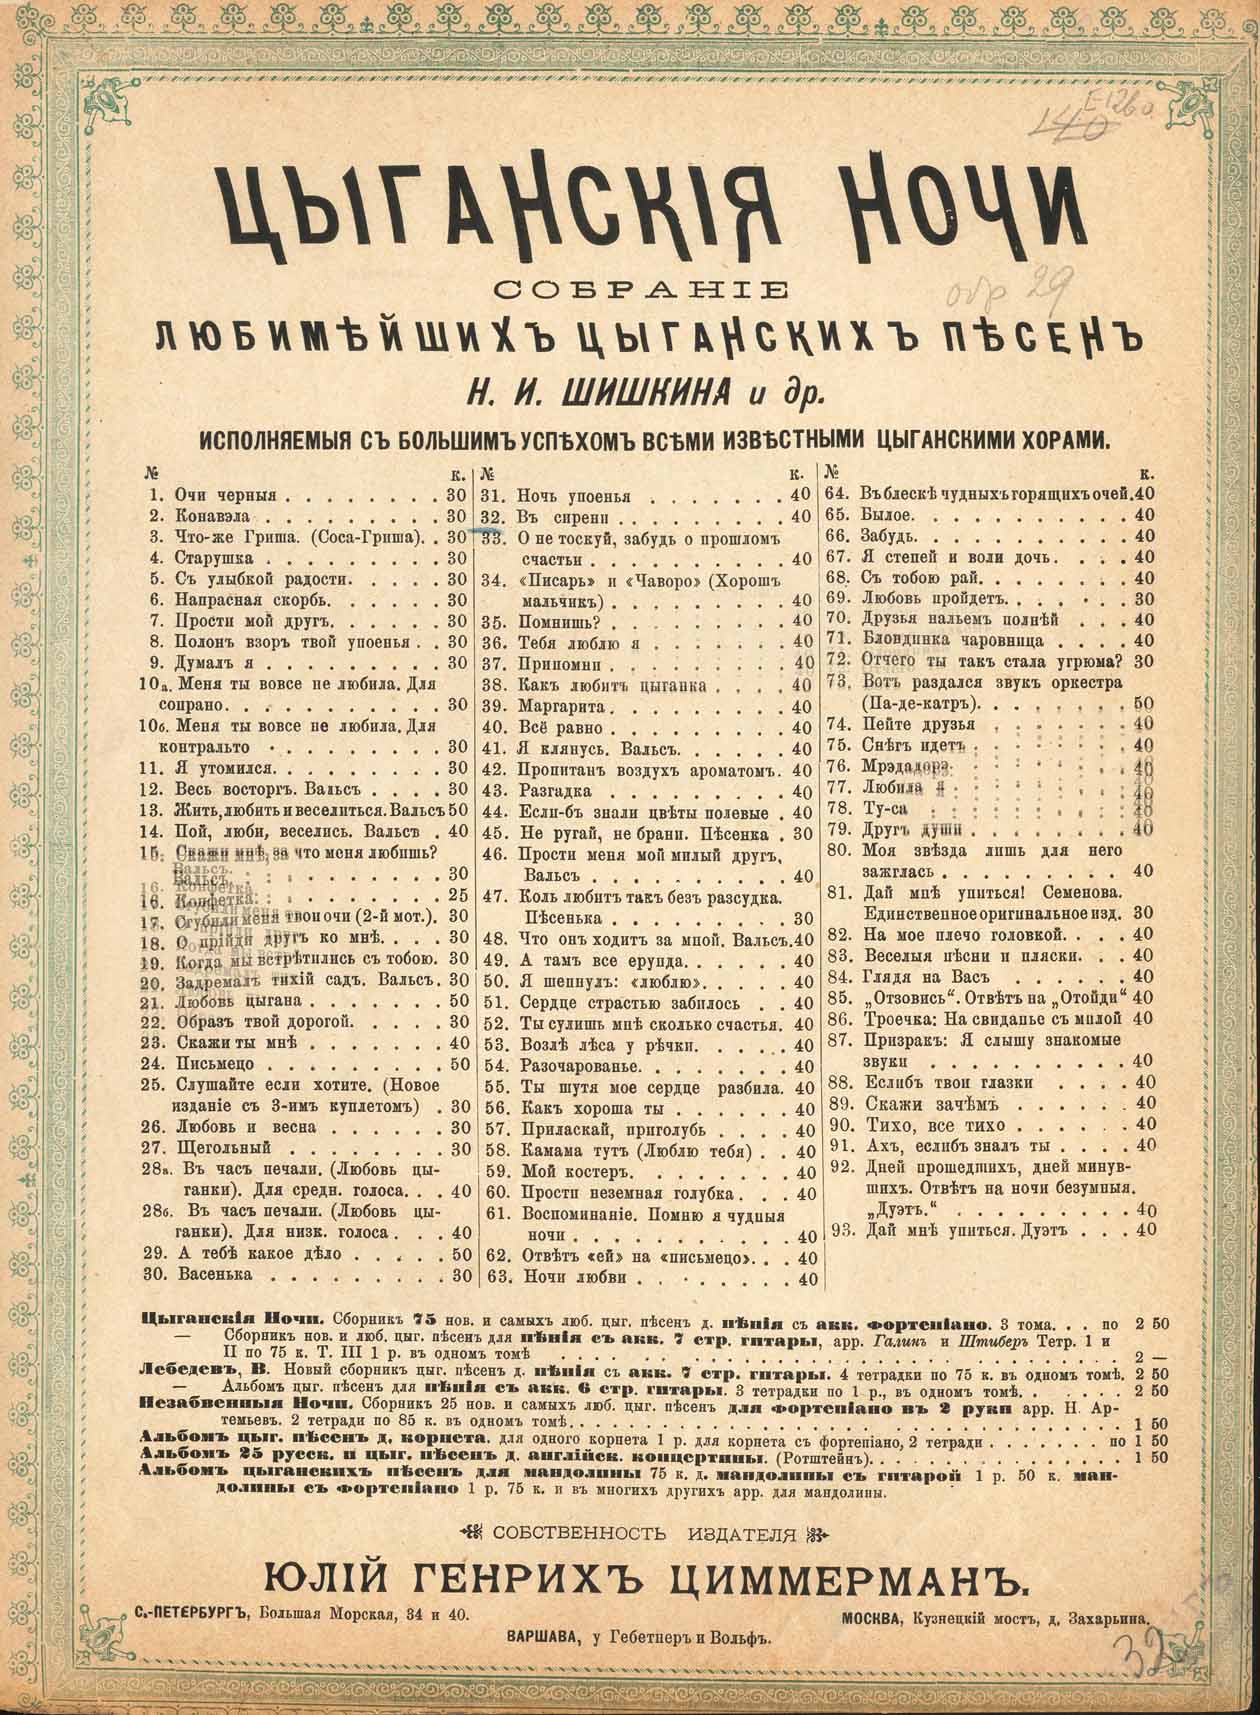 Е-1260
140
ЦЫГАНСКІЯ НОЧИ
СОБРАНІЕ
обр 29
ЛЮБИМѢЙШИХЪ ЦЫГАНСКИХЪ ПѢСЕНЪ
Н. И. ШИШКИНА и др.
ИСПОЛНЯЕМЫЯ СЪ БОЛЬШИМЪ УСПѢХОМЪ ВСѢМИ ИЗВѢСТНЫМИ ЦЫГАНСКИМИ ХОРАМИ.
№ к.
1. Очи черныя . . . . . . . . 30
2. Конавэла . . . . . . . . . 30
3. Что-же Гриша. (Соса-Гриша). . 30
4. Старушка . . . . . . . . . 30
5. Съ улыбкой радости. . . . . 30
6. Напрасная скорбь. . . . . . 30
7. Прости мой другъ. . . . . . 30
8. Полонъ взоръ твой упоенья . . 30
9. Думалъ я . . . . . . . . . 30
10а. Меня ты вовсе не любила. Для
сопрано. . . . . . . . . . . 30
10б. Меня ты вовсе не любила. Для
контральто . . . . . . . . . 30
11. Я утомился. . . . . . . . . 30
12. Весь восторгъ. Вальсъ . . . . 30
13. Жить, любить и веселиться. Вальсъ 50
14. Пой, люби, веселись. Вальсъ . 40
15. Скажи мнѣ, за что меня любишь?
Вальсъ. . . . . . . . . . 30
16. Конфетка. . . . . . . . . 25
17. Сгубили меня твои очи (2-й мот.). 30
18. О прійди другъ ко мнѣ. . . . 30
19. Когда мы встрѣтились съ тобою. 30
20. Задремалъ тихій садъ. Вальсъ. 30
21. Любовь цыгана . . . . . . . 50
22. Образъ твой дорогой. . . . . 30
23. Скажи ты мнѣ . . . . . . . 40
24. Письмецо . . . . . . . . . 50
25. Слушайте если хотите. (Новое
изданіе съ 3-имъ куплетомъ) . 30
26. Любовь и весна . . . . . . 30
27. Щегольный . . . . . . . . 30
28а. Въ часъ печали. (Любовь цы-
ганки). Для средн. голоса. . . 40
28б. Въ часъ печали. (Любовь цы-
ганки). Для низк. голоса . . . 40
29. А тебѣ какое дѣло . . . . . 50
30. Васенька . . . . . . . . . 30
№ к.
31. Ночь упоенья . . . . . . . 40
32. Въ сирени . . . . . . . . . 40
33. О не тоскуй, забудь о прошломъ
счастьи . . . . . . . . . . 40
34. «Писарь» и «Чаворо» (Хорошъ
мальчикъ) . . . . . . . . . 40
35. Помнишь? . . . . . . . . . 40
36. Тебя люблю я . . . . . . . 40
37. Припомни . . . . . . . . . 40
38. Какъ любитъ цыганка . . . . 40
39. Маргарита. . . . . . . . . 40
40. Всё равно . . . . . . . . . 40
41. Я клянусь. Вальсъ. . . . . . 40
42. Пропитанъ воздухъ ароматомъ. 40
43. Разгадка . . . . . . . . . 40
44. Если-бъ знали цвѣты полевые . 40
45. Не ругай, не брани. Пѣсенка . 30
46. Прости меня мой милый другъ,
Вальсъ . . . . . . . . . . 40
47. Коль любитъ такъ безъ разсудка.
Пѣсенька . . . . . . . . . 30
48. Что онъ ходитъ за мной. Вальсъ. 40
49. А тамъ все ерунда. . . . . . 40
50. Я шепнулъ: «люблю». . . . . 40
51. Сердце страстью забилось . . 40
52. Ты сулишь мнѣ сколько счастья. 40
53. Возлѣ лѣса у рѣчки. . . . . 40
54. Разочарованье. . . . . . . . 40
55. Ты шутя мое сердце разбила. 40
56. Какъ хороша ты . . . . . . 40
57. Приласкай, приголубь . . . . 40
58. Камама тутъ (Люблю тебя) . . 40
59. Мой костеръ. . . . . . . . 40
60. Прости неземная голубка . . . 40
61. Воспоминаніе. Помню я чудныя
ночи . . . . . . . . . . . 40
62. Отвѣтъ «ей» на «письмецо». . . 40
63. Ночи любви . . . . . . . . 40
№ к.
64. Въ блескѣ чудныхъ горящихъ очей. 40
65. Былое. . . . . . . . . . . 40
66. Забудь. . . . . . . . . . . 40
67. Я степей и воли дочь. . . . . 40
68. Съ тобою рай. . . . . . . . 40
69. Любовь пройдетъ. . . . . . . 30
70. Друзья нальемъ полнѣй . . . 40
71. Блондинка чаровница . . . . 40
72. Отчего ты такъ стала угрюма? 30
73. Вотъ раздался звукъ оркестра
(Па-де-катръ). . . . . . . . 50
74. Пейте друзья . . . . . . . 40
75. Снѣгъ идетъ . . . . . . . . 40
76. Мрэдадорэ. . . . . . . . . 40
77. Любила я . . . . . . . . . 40
78. Ту-са . . . . . . . . . . 40
79. Другъ души . . . . . . . . 40
80. Моя звѣзда лишь для него
зажглась . . . . . . . . . 40
81. Дай мнѣ упиться! Семенова.
Единственное оригинальное изд. 30
82. На мое плечо головкой. . . . 40
83. Веселыя пѣсни и пляски. . . 40
84. Глядя на Васъ . . . . . . 40
85. „Отзовись“. Отвѣтъ на „Отойди“ 40
86. Троечка: На свиданье съ милой 40
87. Призракъ: Я слышу знакомые
звуки . . . . . . . . . . 40
88. Еслибъ твои глазки . . . . 40
89. Скажи зачѣмъ . . . . . . 40
90. Тихо, все тихо . . . . . . 40
91. Ахъ, еслибъ зналъ ты . . . . 40
92. Дней прошедшихъ, дней минув-
шихъ. Отвѣтъ на ночи безумныя.
„Дуэтъ.“ . . . . . . . . . 40
93. Дай мнѣ упиться. Дуэтъ . . . 40
Цыганскія Ночи. Сборникъ 75 нов. и самыхъ люб. цыг. пѣсенъ д. пѣнія съ акк. фортепіано. 3 тома. . . по 2 50
— Сборникъ нов. и люб. цыг. пѣсенъ для пѣнія съ акк. 7 стр. гитары, арр. Галинъ и Штиберъ Тетр. 1 и
II по 75 к. Т. III 1 р. въ одномъ томѣ . . . . . . . . . . 2 —
Лебедевъ, В. Новый сборникъ цыг. пѣсенъ д. пѣнія съ акк. 7 стр. гитары. 4 тетрадки по 75 к. въ одномъ томѣ. 2 50
— Альбомъ цыг. пѣсенъ для пѣнія съ акк. 6 стр. гитары. 3 тетрадки по 1 р., въ одномъ томѣ. . . . . . 2 50
Незабвенныя Ночи. Сборникъ 25 нов. и самыхъ люб. цыг. пѣсенъ для фортепіано въ 2 руки арр. Н. Ар-
темьевъ. 2 тетради по 85 к. въ одномъ томѣ. . . . . . . . . . 1 50
Альбомъ цыг. пѣсенъ д. корнета. для одного корнета 1 р. для корнета съ фортепіано, 2 тетради . . . . . . . по 1 50
Альбомъ 25 русск. и цыг. пѣсенъ д. англійск. концертины. (Ротштейнъ). . . . . . . . . 1 50
Альбомъ цыганскихъ пѣсенъ для мандолины 75 к. д. мандолины съ гитарой 1 р. 50 к. ман-
долины съ фортепіано 1 р. 75 к. и въ многихъ другихъ арр. для мандолины.
СОБСТВЕННОСТЬ ИЗДАТЕЛЯ
ЮЛІЙ ГЕНРИХЪ ЦИММЕРМАНЪ.
С.-ПЕТЕРБУРГЪ, Большая Морская, 34 и 40.
МОСКВА, Кузнецкій мостъ, д. Захарьина.
ВАРШАВА, у Гебетнеръ и Вольфъ.
32